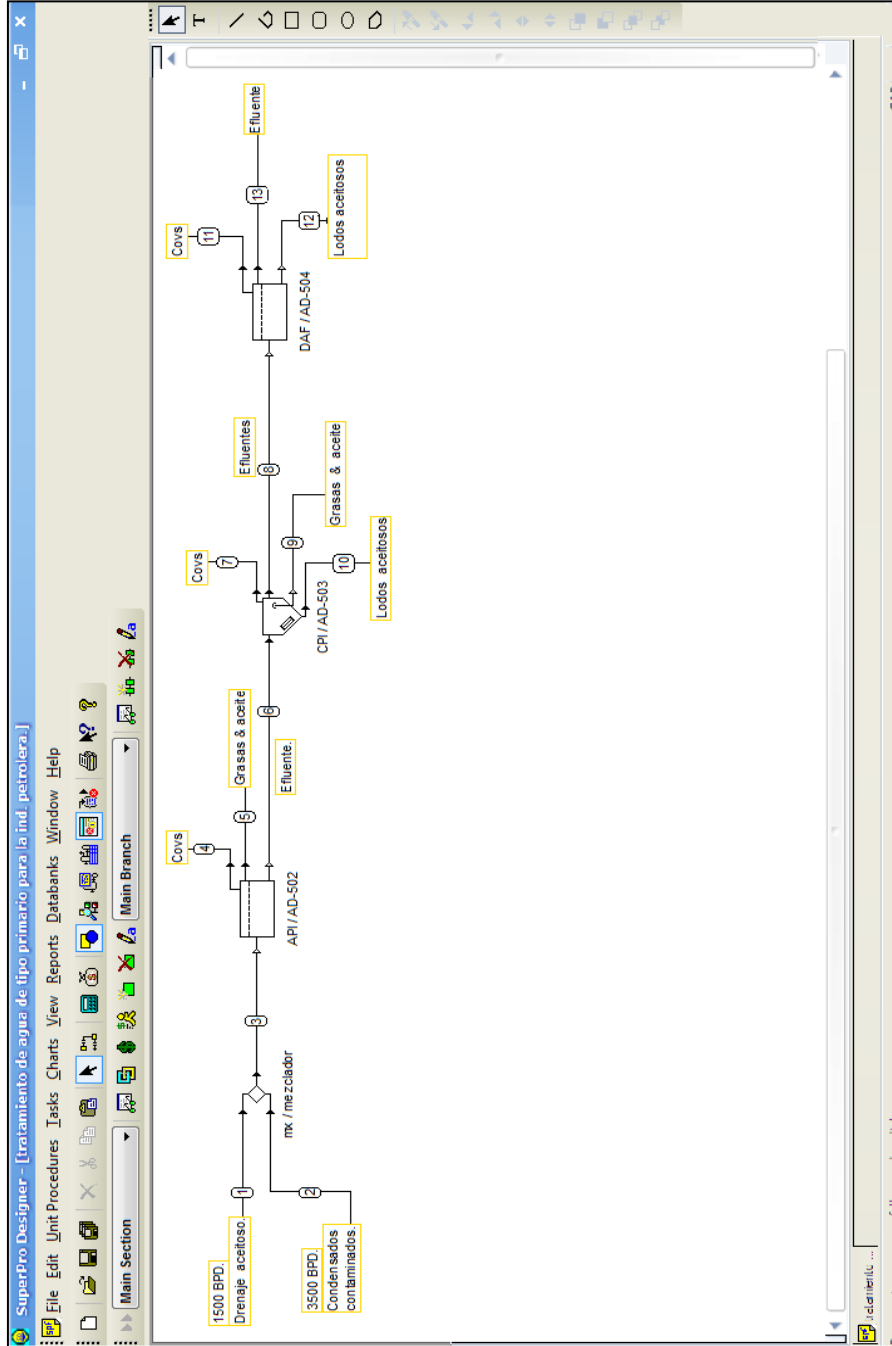 SuperPro Designer - [tratamiento de agua de tipo primario para la ind. petrolera.]
File Edit Unit Procedures Tasks Charts View Reports Databanks Window Help
Main Section
Main Branch
1500 BPD.
Drenaje aceitoso.
1
3500 BPD.
Condensados
contaminados.
2
mx / mezclador
3
API / AD-502
Covs
4
5
Grasas & aceite
6
Efluente.
CPI / AD-503
Covs
7
Efluentes
8
9
Grasas & aceite
10
Lodos aceitosos
DAF / AD-504
Covs
11
13
Efluente
12
Lodos aceitosos